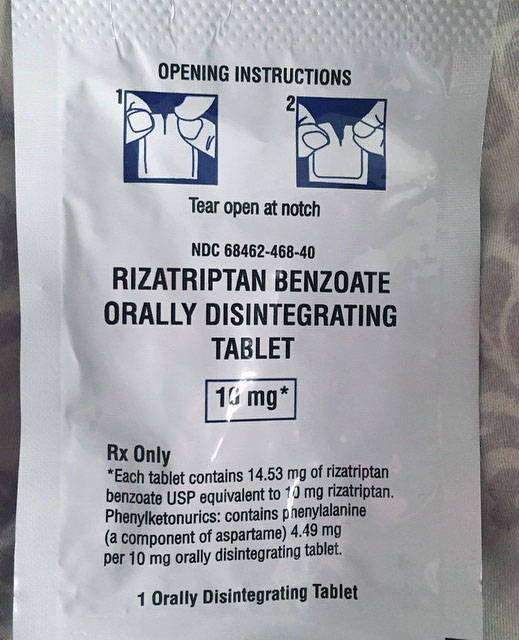 OPENING INSTRUCTIONS
1 2
Tear open at notch
NDC 68462-468-40
RIZATRIPTAN BENZOATE
ORALLY DISINTEGRATING
TABLET
10 mg*
Rx Only
*Each tablet contains 14.53 mg of rizatriptan
benzoate USP equivalent to 10 mg rizatriptan.
Phenylketonurics: contains phenylalanine
(a component of aspartame) 4.49 mg
per 10 mg orally disintegrating tablet.
1 Orally Disintegrating Tablet